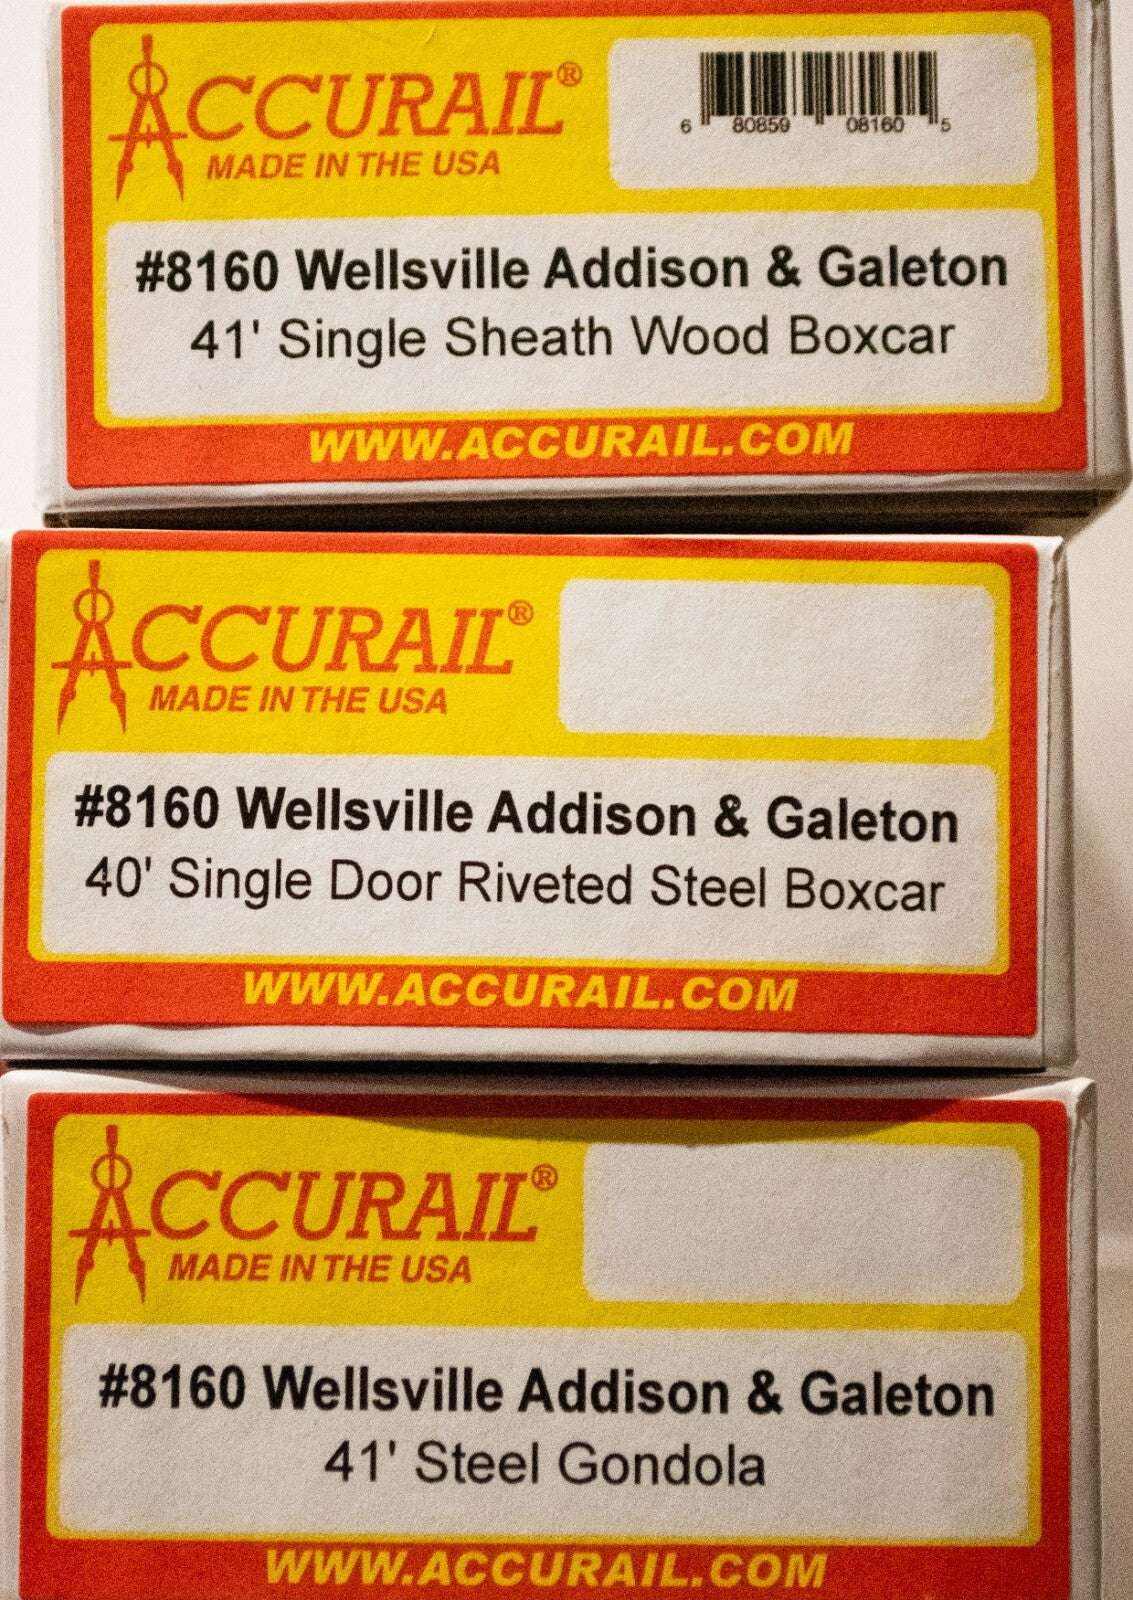 ACCURAIL®
MADE IN THE USA
6 80859 08160 5
#8160 Wellsville Addison & Galeton
41' Single Sheath Wood Boxcar
WWW.ACCURAIL.COM
ACCURAIL®
MADE IN THE USA
#8160 Wellsville Addison & Galeton
40' Single Door Riveted Steel Boxcar
WWW.ACCURAIL.COM
ACCURAIL®
MADE IN THE USA
#8160 Wellsville Addison & Galeton
41' Steel Gondola
WWW.ACCURAIL.COM